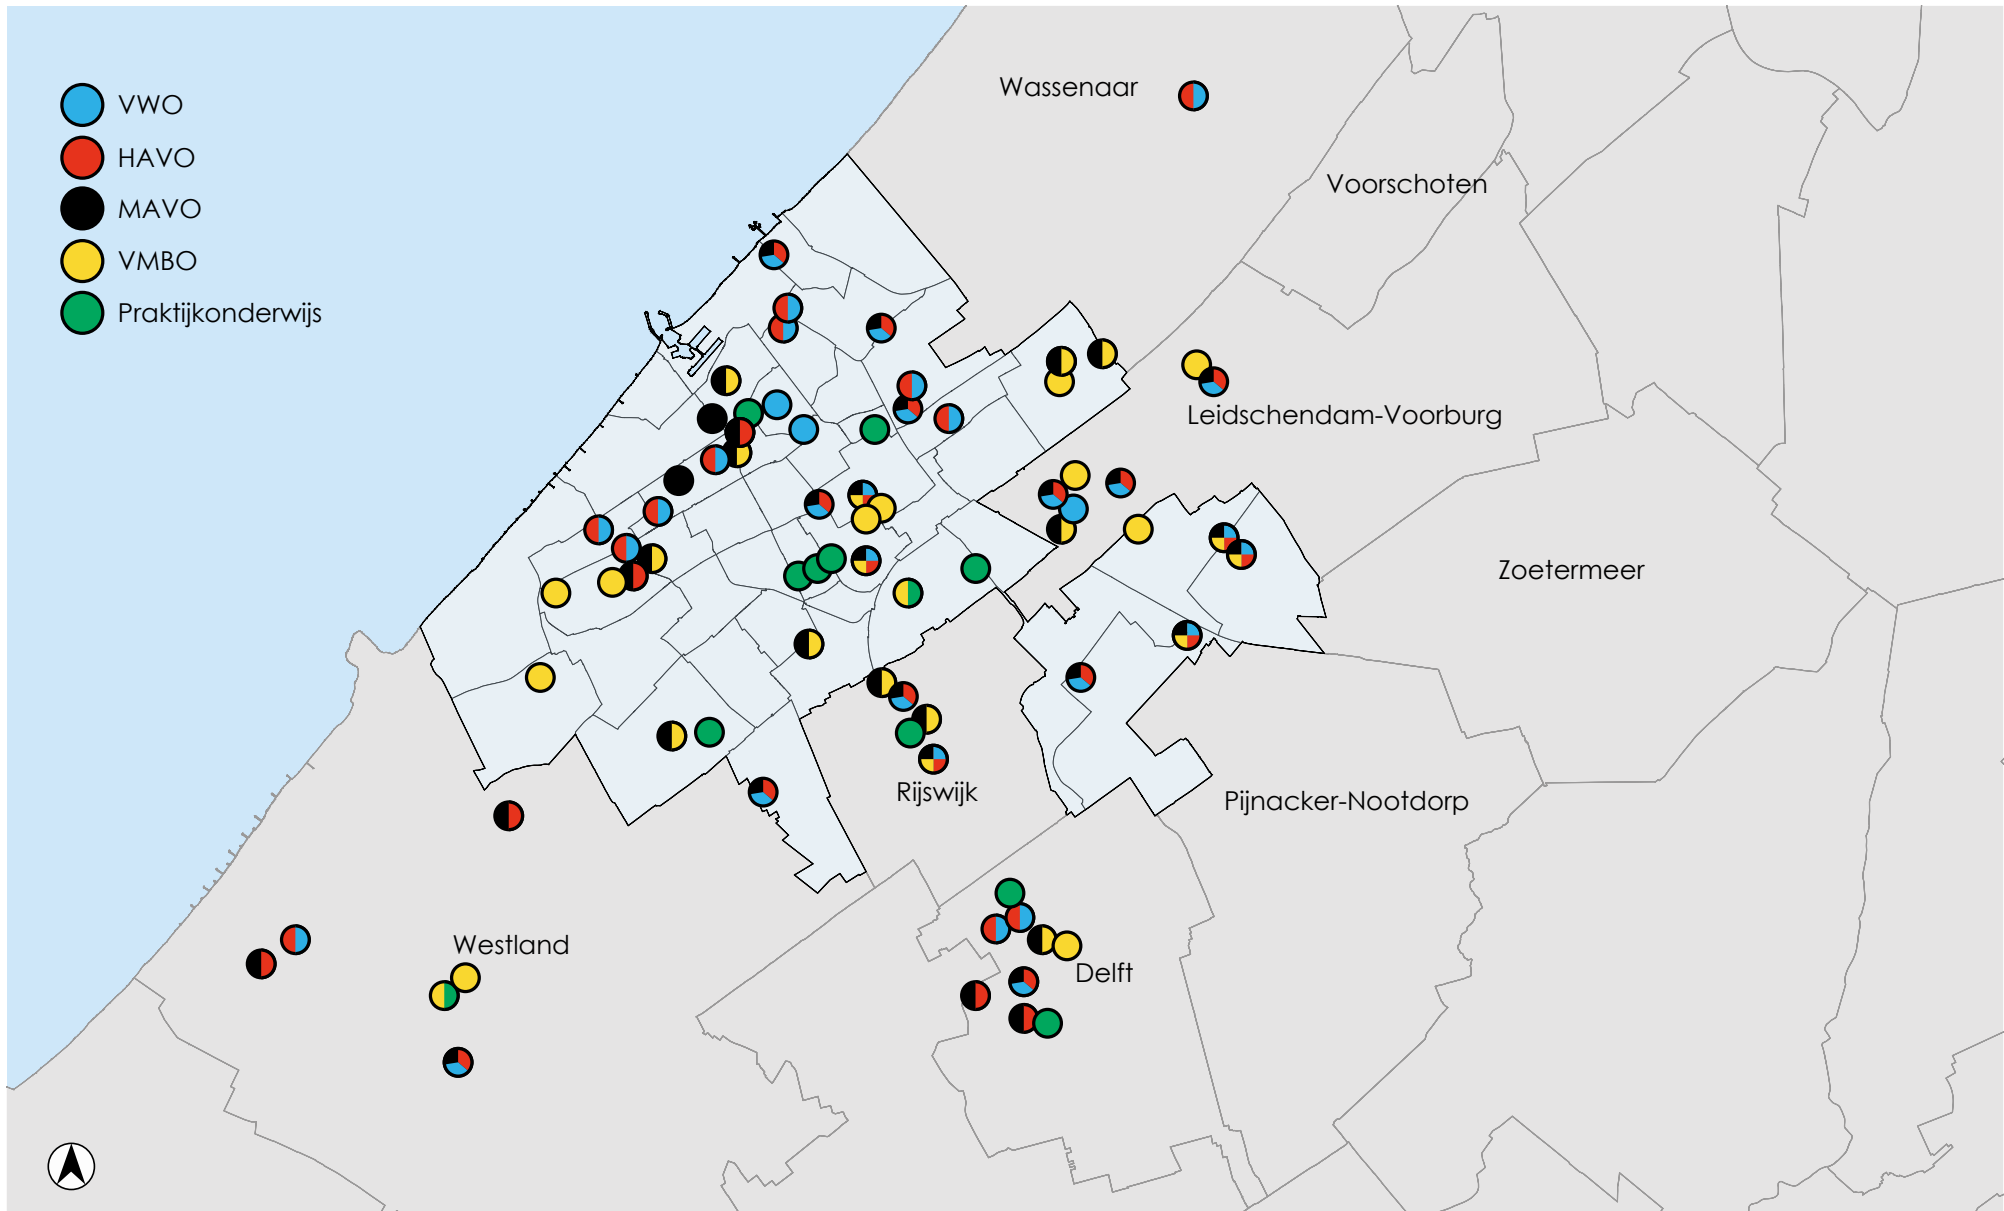 VWO
HAVO
MAVO
VMBO
Praktijkonderwijs
Wassenaar
Voorschoten
Leidschendam-Voorburg
Zoetermeer
Rijswijk
Pijnacker-Nootdorp
Westland
Delft